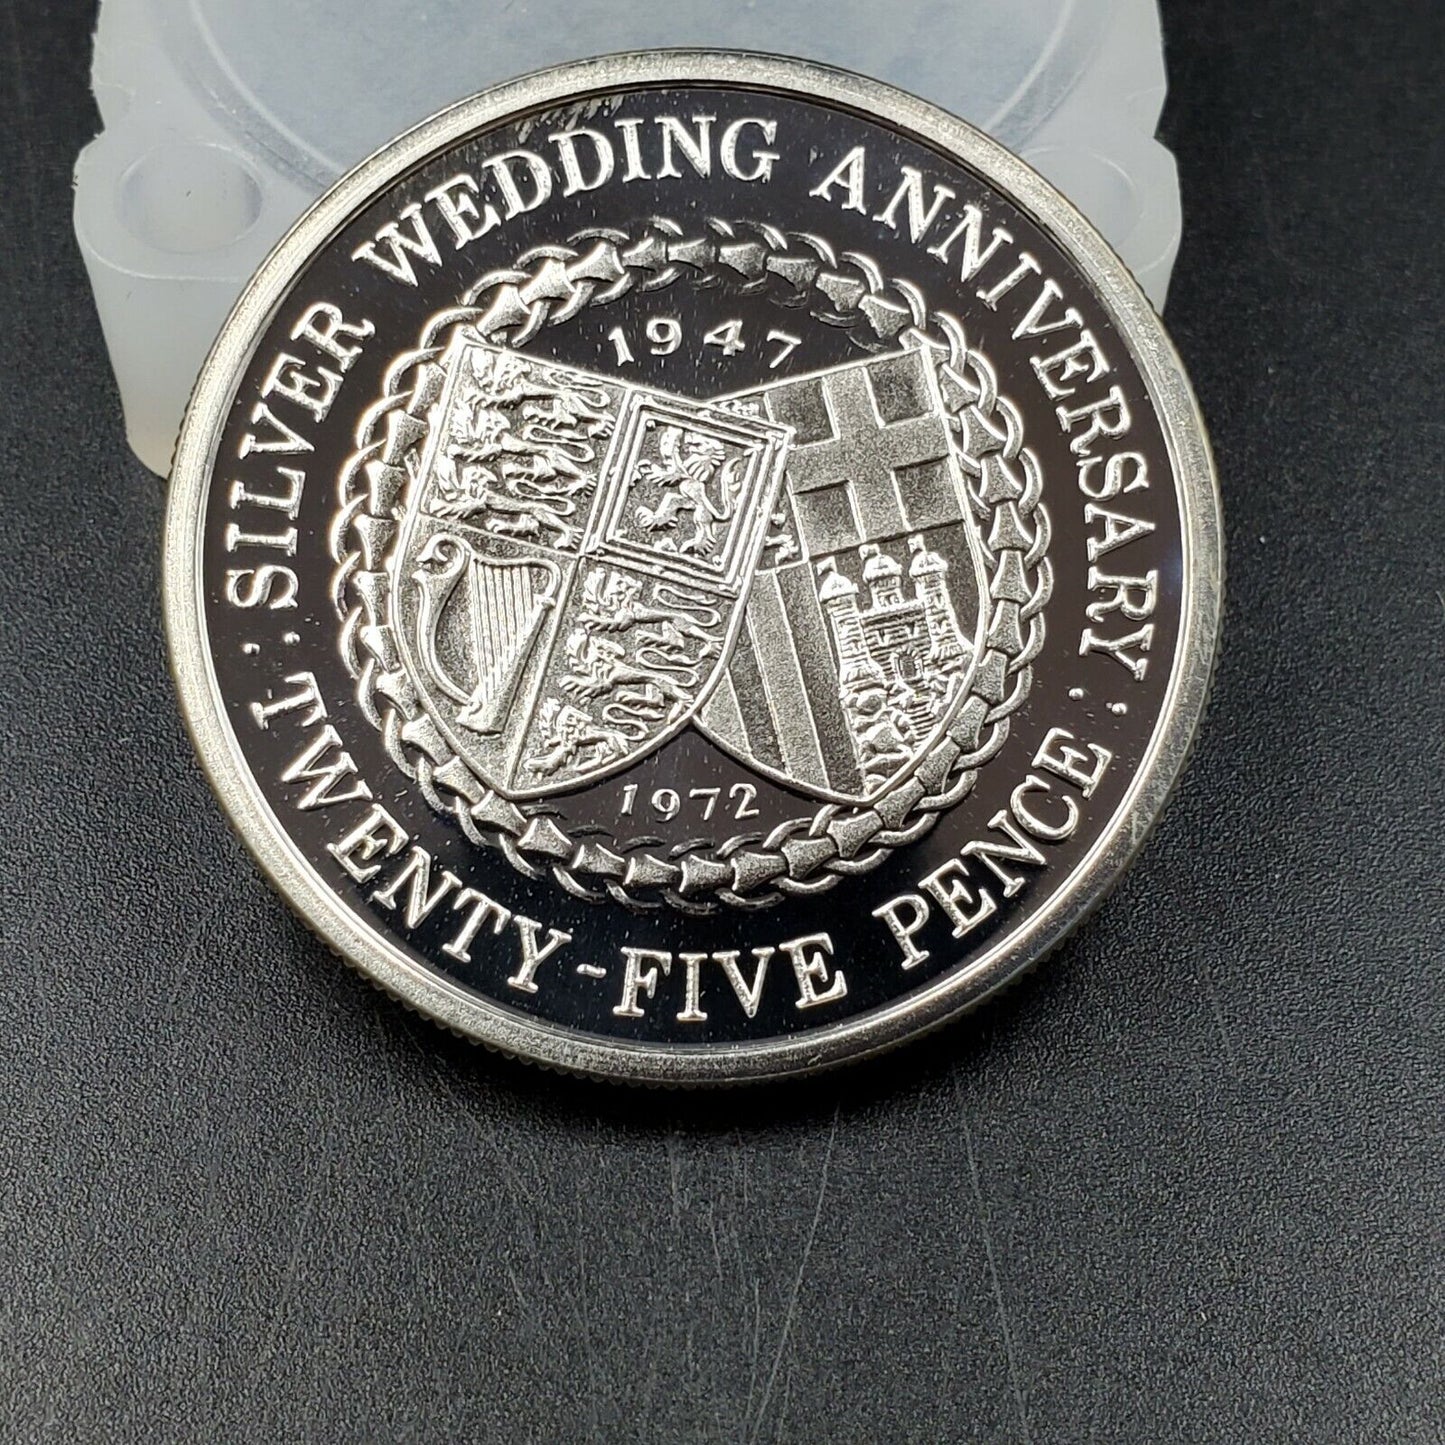 · SILVER WEDDING ANNIVERSARY ·
1947
1972
TWENTY-FIVE PENCE